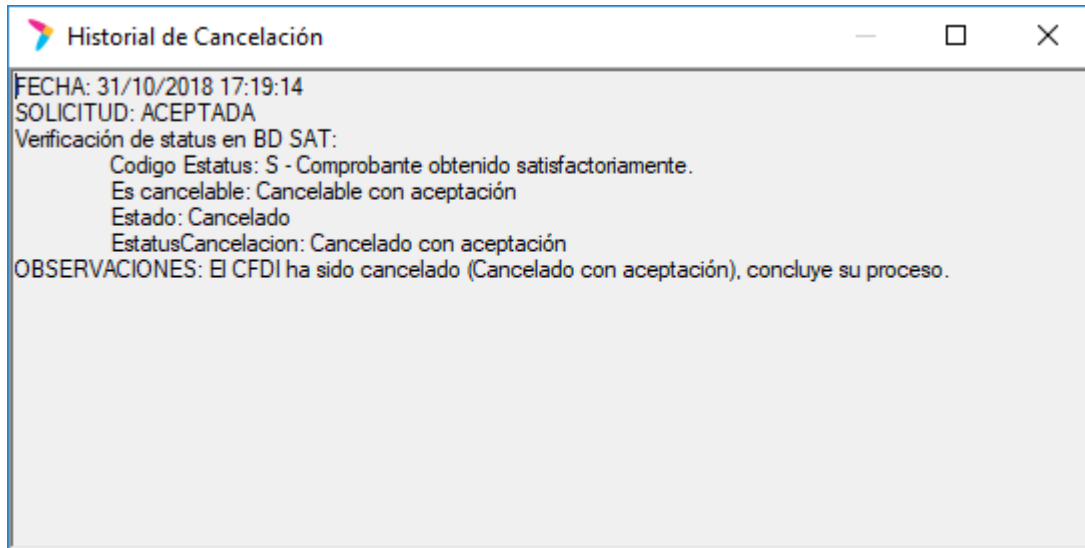 Historial de Cancelación
FECHA: 31/10/2018 17:19:14
SOLICITUD: ACEPTADA
Verificación de status en BD SAT:
Codigo Estatus: S - Comprobante obtenido satisfactoriamente.
Es cancelable: Cancelable con aceptación
Estado: Cancelado
EstatusCancelacion: Cancelado con aceptación
OBSERVACIONES: El CFDI ha sido cancelado (Cancelado con aceptación), concluye su proceso.